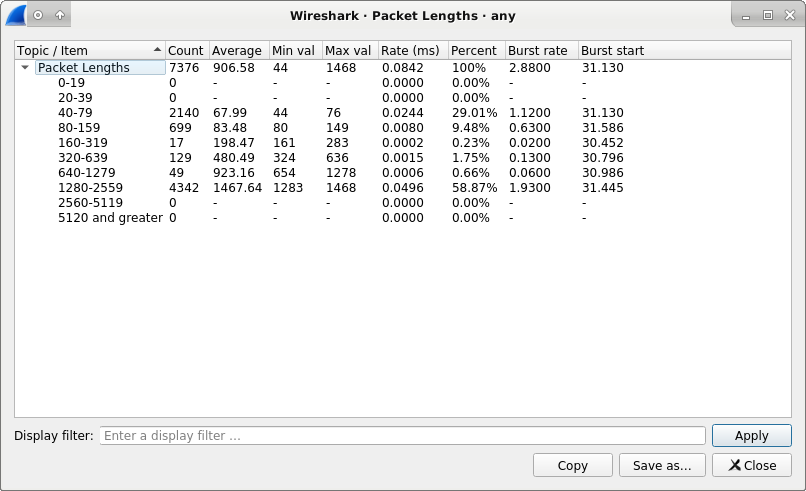 Wireshark · Packet Lengths · any
Topic / Item Count Average Min val Max val Rate (ms) Percent Burst rate Burst start
Packet Lengths 7376 906.58 44 1468 0.0842 100% 2.8800 31.130
0-19 0 - - - 0.0000 0.00% - -
20-39 0 - - - 0.0000 0.00% - -
40-79 2140 67.99 44 76 0.0244 29.01% 1.1200 31.130
80-159 699 83.48 80 149 0.0080 9.48% 0.6300 31.586
160-319 17 198.47 161 283 0.0002 0.23% 0.0200 30.452
320-639 129 480.49 324 636 0.0015 1.75% 0.1300 30.796
640-1279 49 923.16 654 1278 0.0006 0.66% 0.0600 30.986
1280-2559 4342 1467.64 1283 1468 0.0496 58.87% 1.9300 31.445
2560-5119 0 - - - 0.0000 0.00% - -
5120 and greater 0 - - - 0.0000 0.00% - -
Display filter: Enter a display filter … Apply
Copy Save as… Close